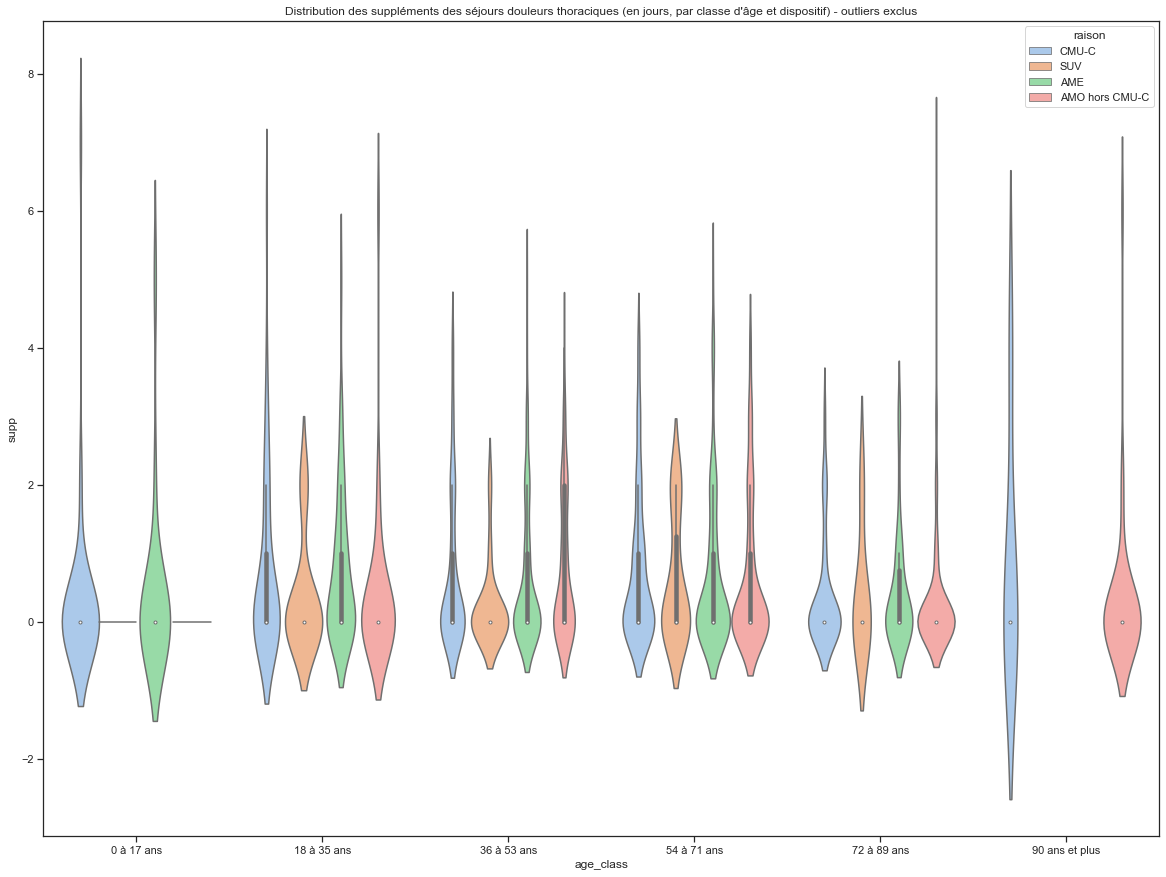 Distribution des suppléments des séjours douleurs thoraciques (en jours, par classe d'âge et dispositif) - outliers exclus
raison
CMU-C
SUV
AME
AMO hors CMU-C
8
6
4
2
0
−2
supp
0 à 17 ans
18 à 35 ans
36 à 53 ans
54 à 71 ans
72 à 89 ans
90 ans et plus
age_class